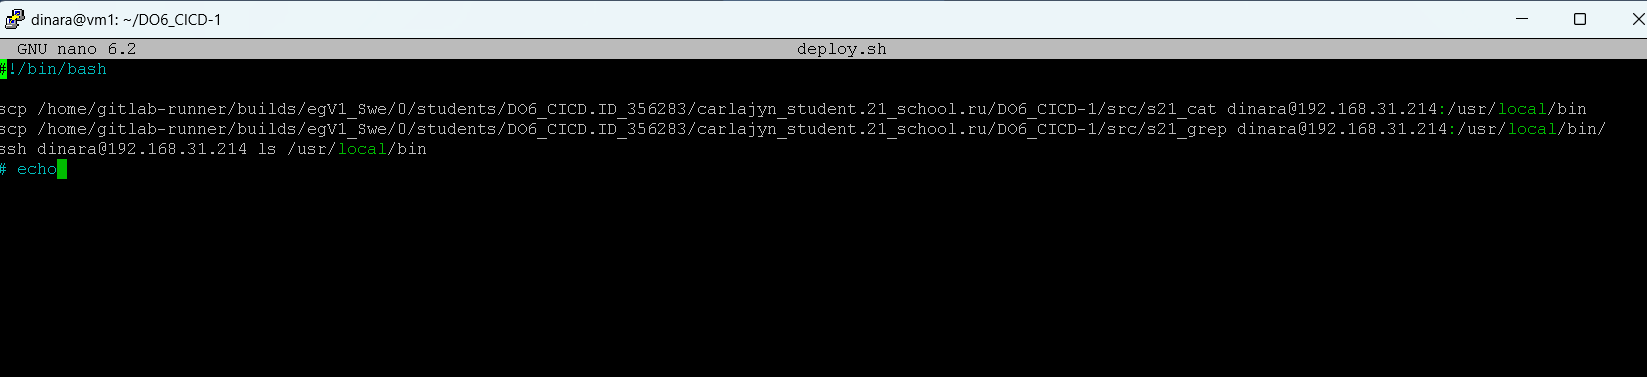 dinara@vm1: ~/DO6_CICD-1
GNU nano 6.2 deploy.sh
#!/bin/bash
scp /home/gitlab-runner/builds/egV1_Swe/0/students/DO6_CICD.ID_356283/carlajyn_student.21_school.ru/DO6_CICD-1/src/s21_cat dinara@192.168.31.214:/usr/local/bin
scp /home/gitlab-runner/builds/egV1_Swe/0/students/DO6_CICD.ID_356283/carlajyn_student.21_school.ru/DO6_CICD-1/src/s21_grep dinara@192.168.31.214:/usr/local/bin/
ssh dinara@192.168.31.214 ls /usr/local/bin
# echo